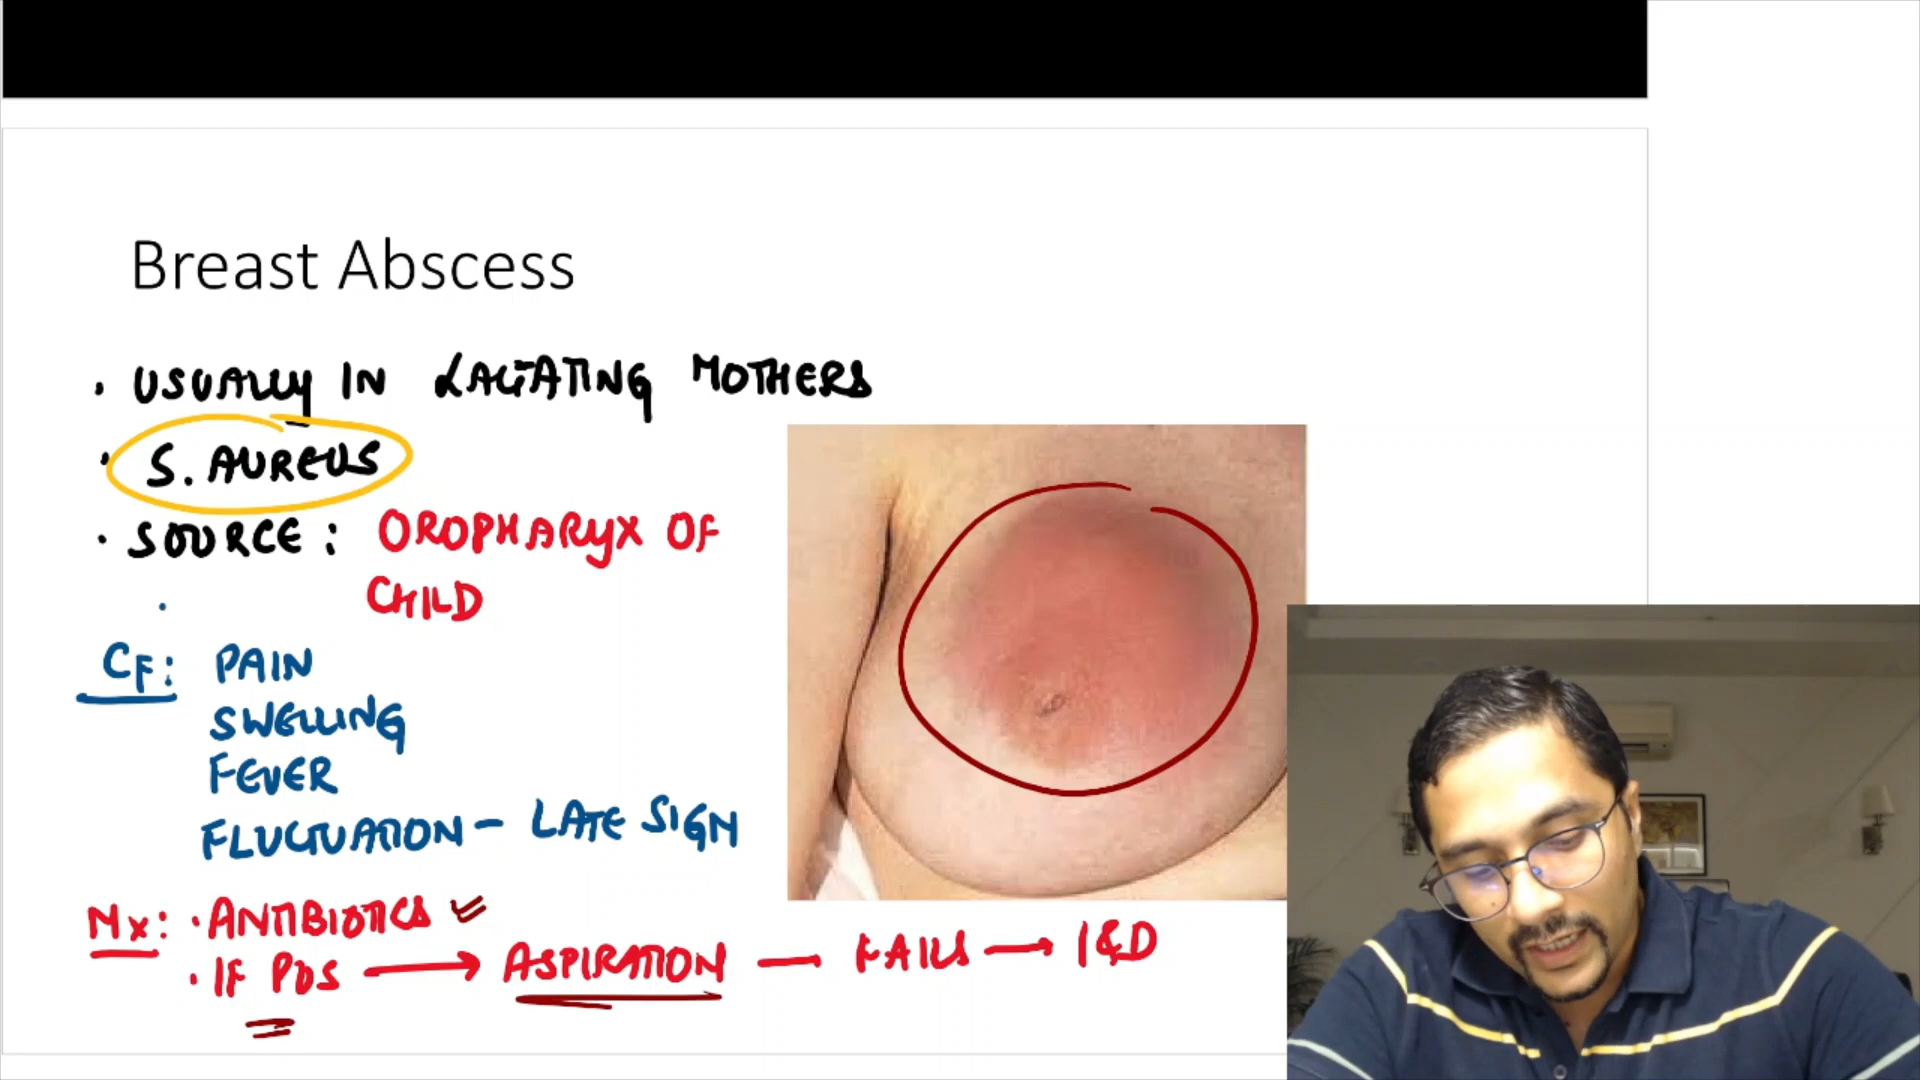 Breast Abscess
• USUALLY IN LACTATING MOTHERS
• S. AUREUS
• SOURCE : OROPHARYX OF
CHILD
CF: PAIN
SWELLING
FEVER
FLUCTUATION - LATE SIGN
Mx: • ANTIBIOTICS
• IF PUS → ASPIRATION — FAILS → I&D